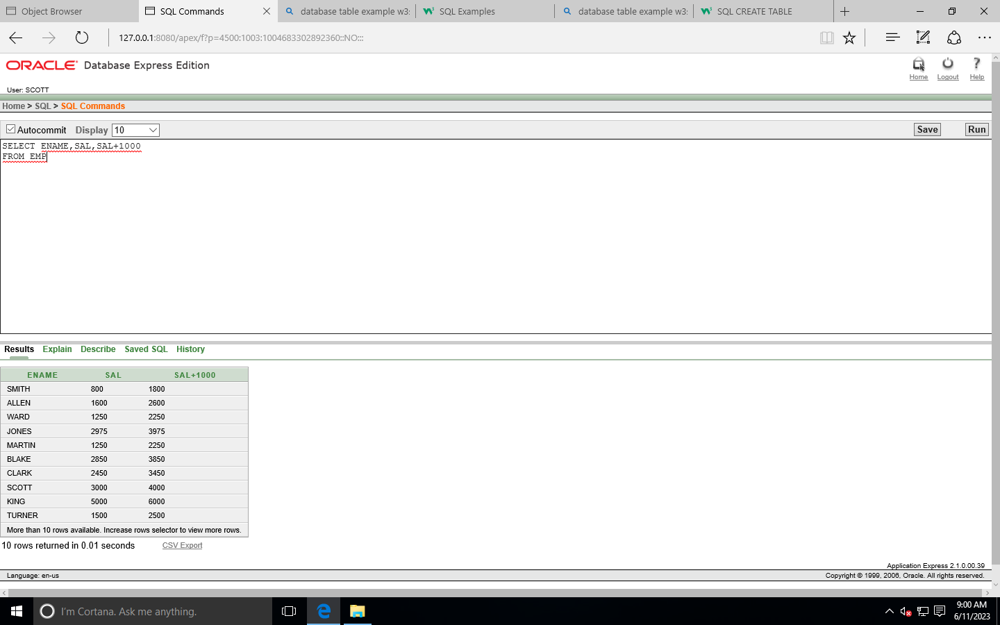 Object Browser
SQL Commands
database table example w3:
SQL Examples
database table example w3:
SQL CREATE TABLE
127.0.0.1:8080/apex/f?p=4500:1003:1004683302892360::NO:::
ORACLE Database Express Edition
Home
Logout
Help
User: SCOTT
Home > SQL > SQL Commands
Autocommit Display 10
Save
Run
SELECT ENAME,SAL,SAL+1000
FROM EMP
Results Explain Describe Saved SQL History
ENAME SAL SAL+1000
SMITH 800 1800
ALLEN 1600 2600
WARD 1250 2250
JONES 2975 3975
MARTIN 1250 2250
BLAKE 2850 3850
CLARK 2450 3450
SCOTT 3000 4000
KING 5000 6000
TURNER 1500 2500
More than 10 rows available. Increase rows selector to view more rows.
10 rows returned in 0.01 seconds
CSV Export
Application Express 2.1.0.00.39
Language: en-us
Copyright © 1999, 2006, Oracle. All rights reserved.
I'm Cortana. Ask me anything.
9:00 AM
6/11/2023